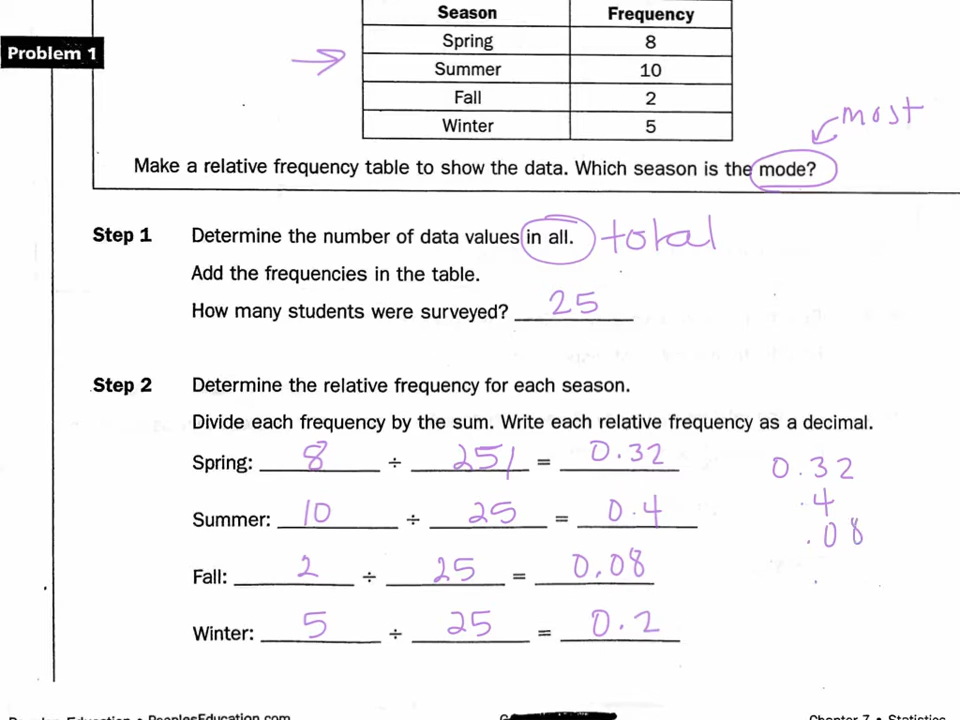 Season Frequency
Problem 1
Spring 8
Summer 10
Fall 2
Winter 5
most
Make a relative frequency table to show the data. Which season is the mode?
Step 1 Determine the number of data values in all. total
Add the frequencies in the table.
How many students were surveyed? 25
Step 2 Determine the relative frequency for each season.
Divide each frequency by the sum. Write each relative frequency as a decimal.
Spring: 8 ÷ 25 = 0.32 0.32
Summer: 10 ÷ 25 = 0.4 .4
.08
Fall: 2 ÷ 25 = 0.08
Winter: 5 ÷ 25 = 0.2
Peoples Education • PeoplesEducation.com Chapter 7 • Statistics